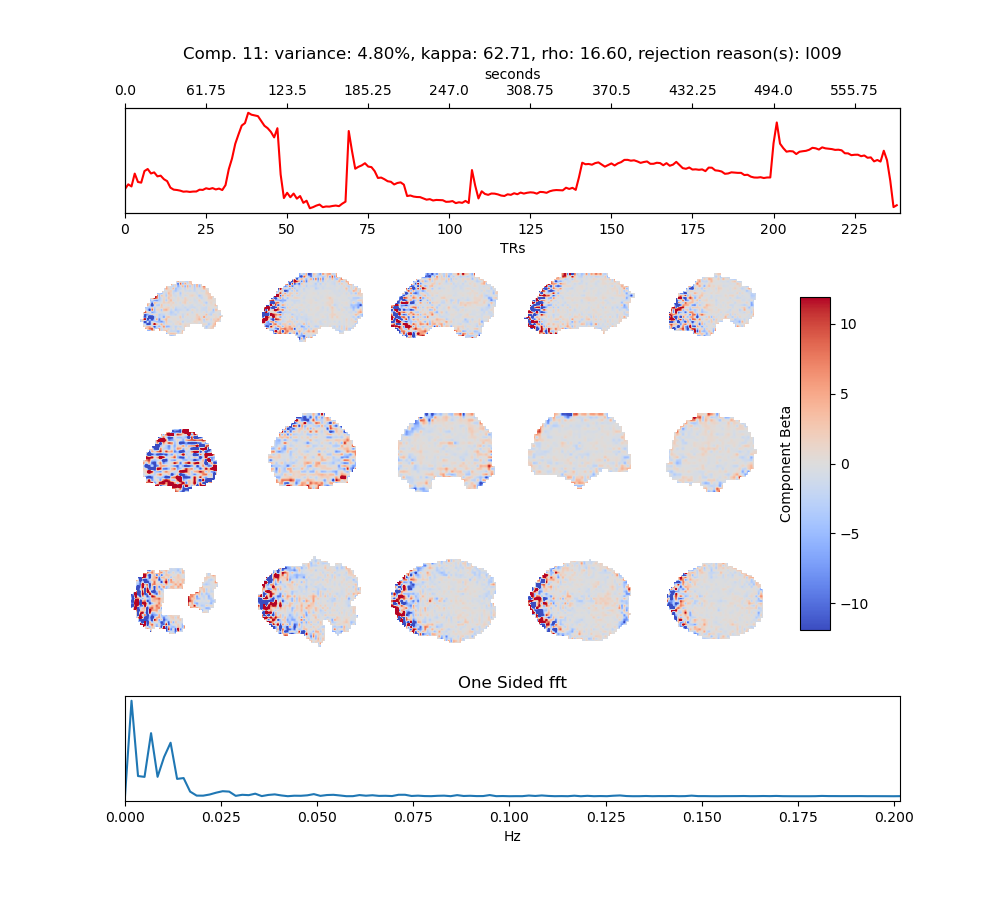 Comp. 11: variance: 4.80%, kappa: 62.71, rho: 16.60, rejection reason(s): I009
seconds
0.0 61.75 123.5 185.25 247.0 308.75 370.5 432.25 494.0 555.75
0 25 50 75 100 125 150 175 200 225
TRs
10
5
0
−5
−10
Component Beta
One Sided fft
0.000 0.025 0.050 0.075 0.100 0.125 0.150 0.175 0.200
Hz